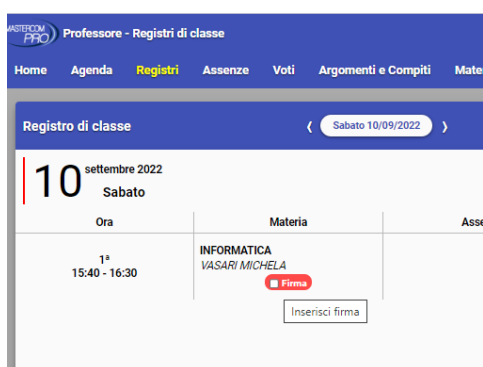 MASTERCOM
PRO
Professore - Registri di classe
Home Agenda Registri Assenze Voti Argomenti e Compiti Mate
Registro di classe ❬ Sabato 10/09/2022 ❭
10 settembre 2022
Sabato
Ora Materia Asse
1ª
15:40 - 16:30
INFORMATICA
VASARI MICHELA
Firma
Inserisci firma